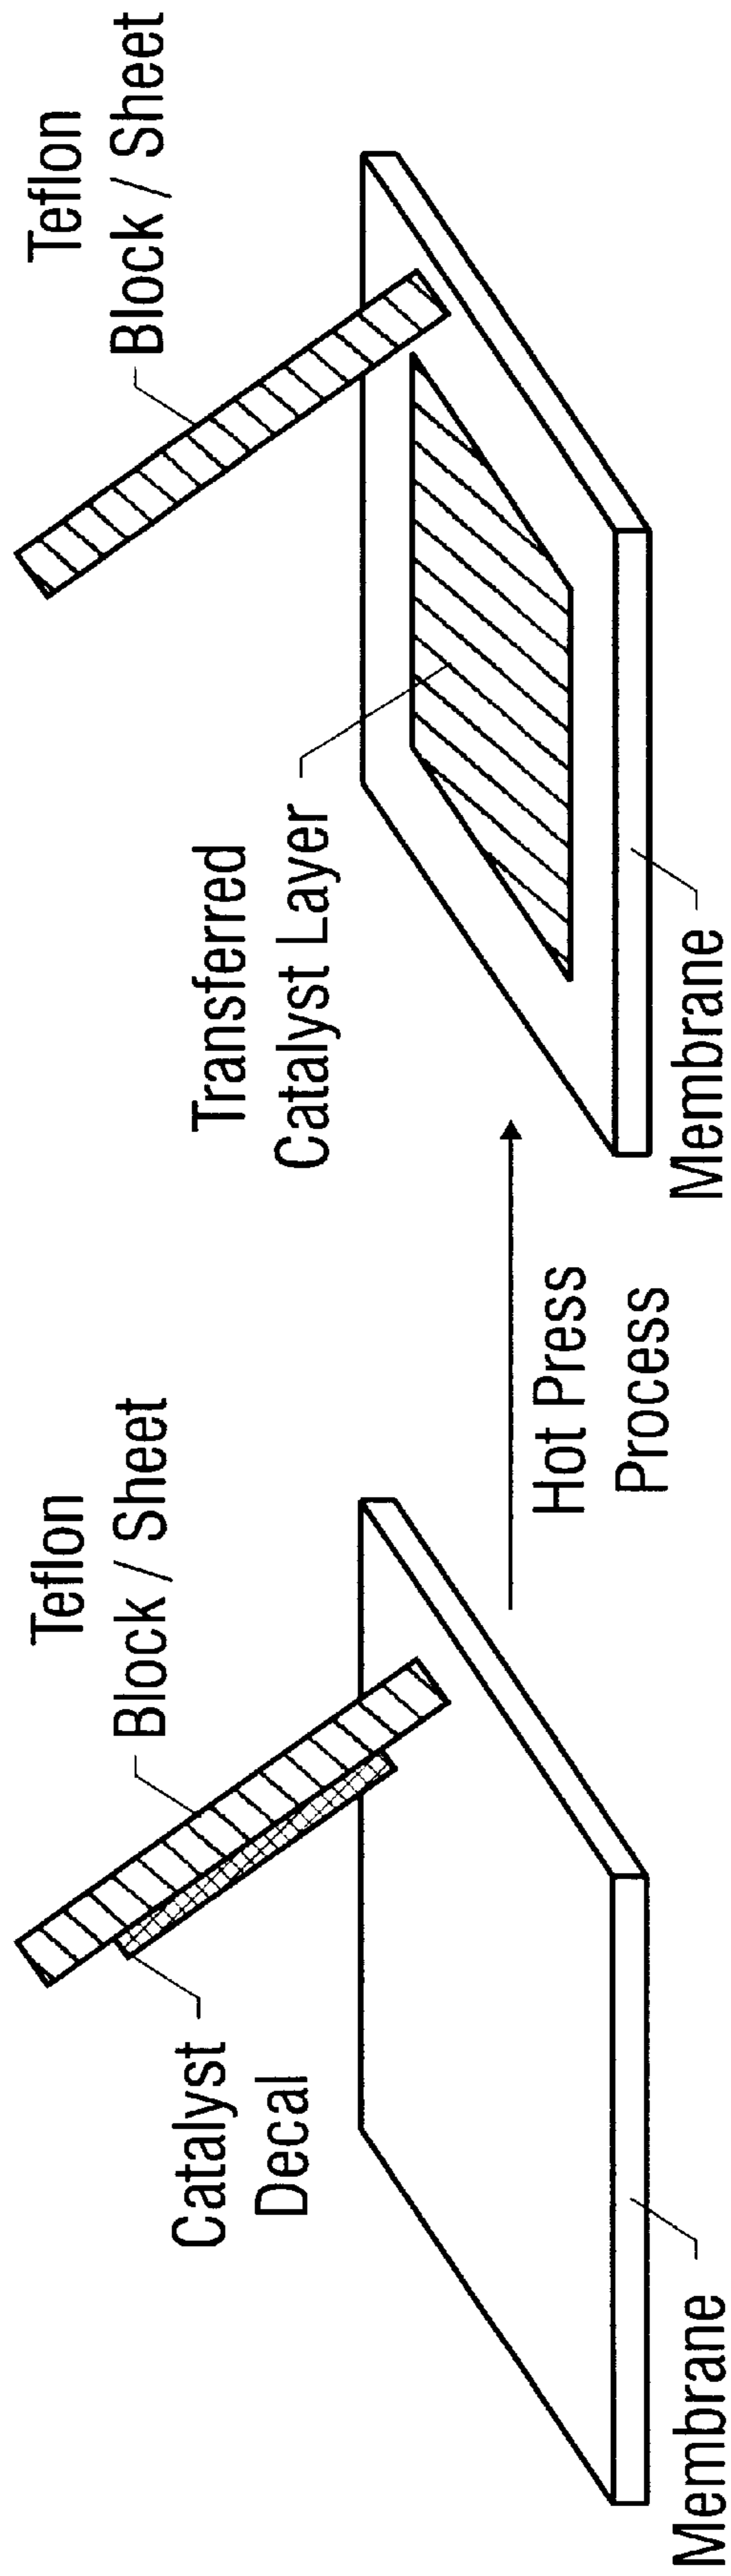 Teflon
Block / Sheet
Catalyst
Decal
Membrane
Hot Press
Process
Teflon
Block / Sheet
Transferred
Catalyst Layer
Membrane